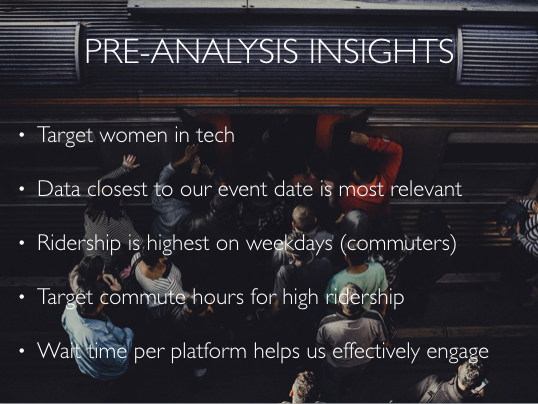 PRE-ANALYSIS INSIGHTS
• Target women in tech
• Data closest to our event date is most relevant
• Ridership is highest on weekdays (commuters)
• Target commute hours for high ridership
• Wait time per platform helps us effectively engage